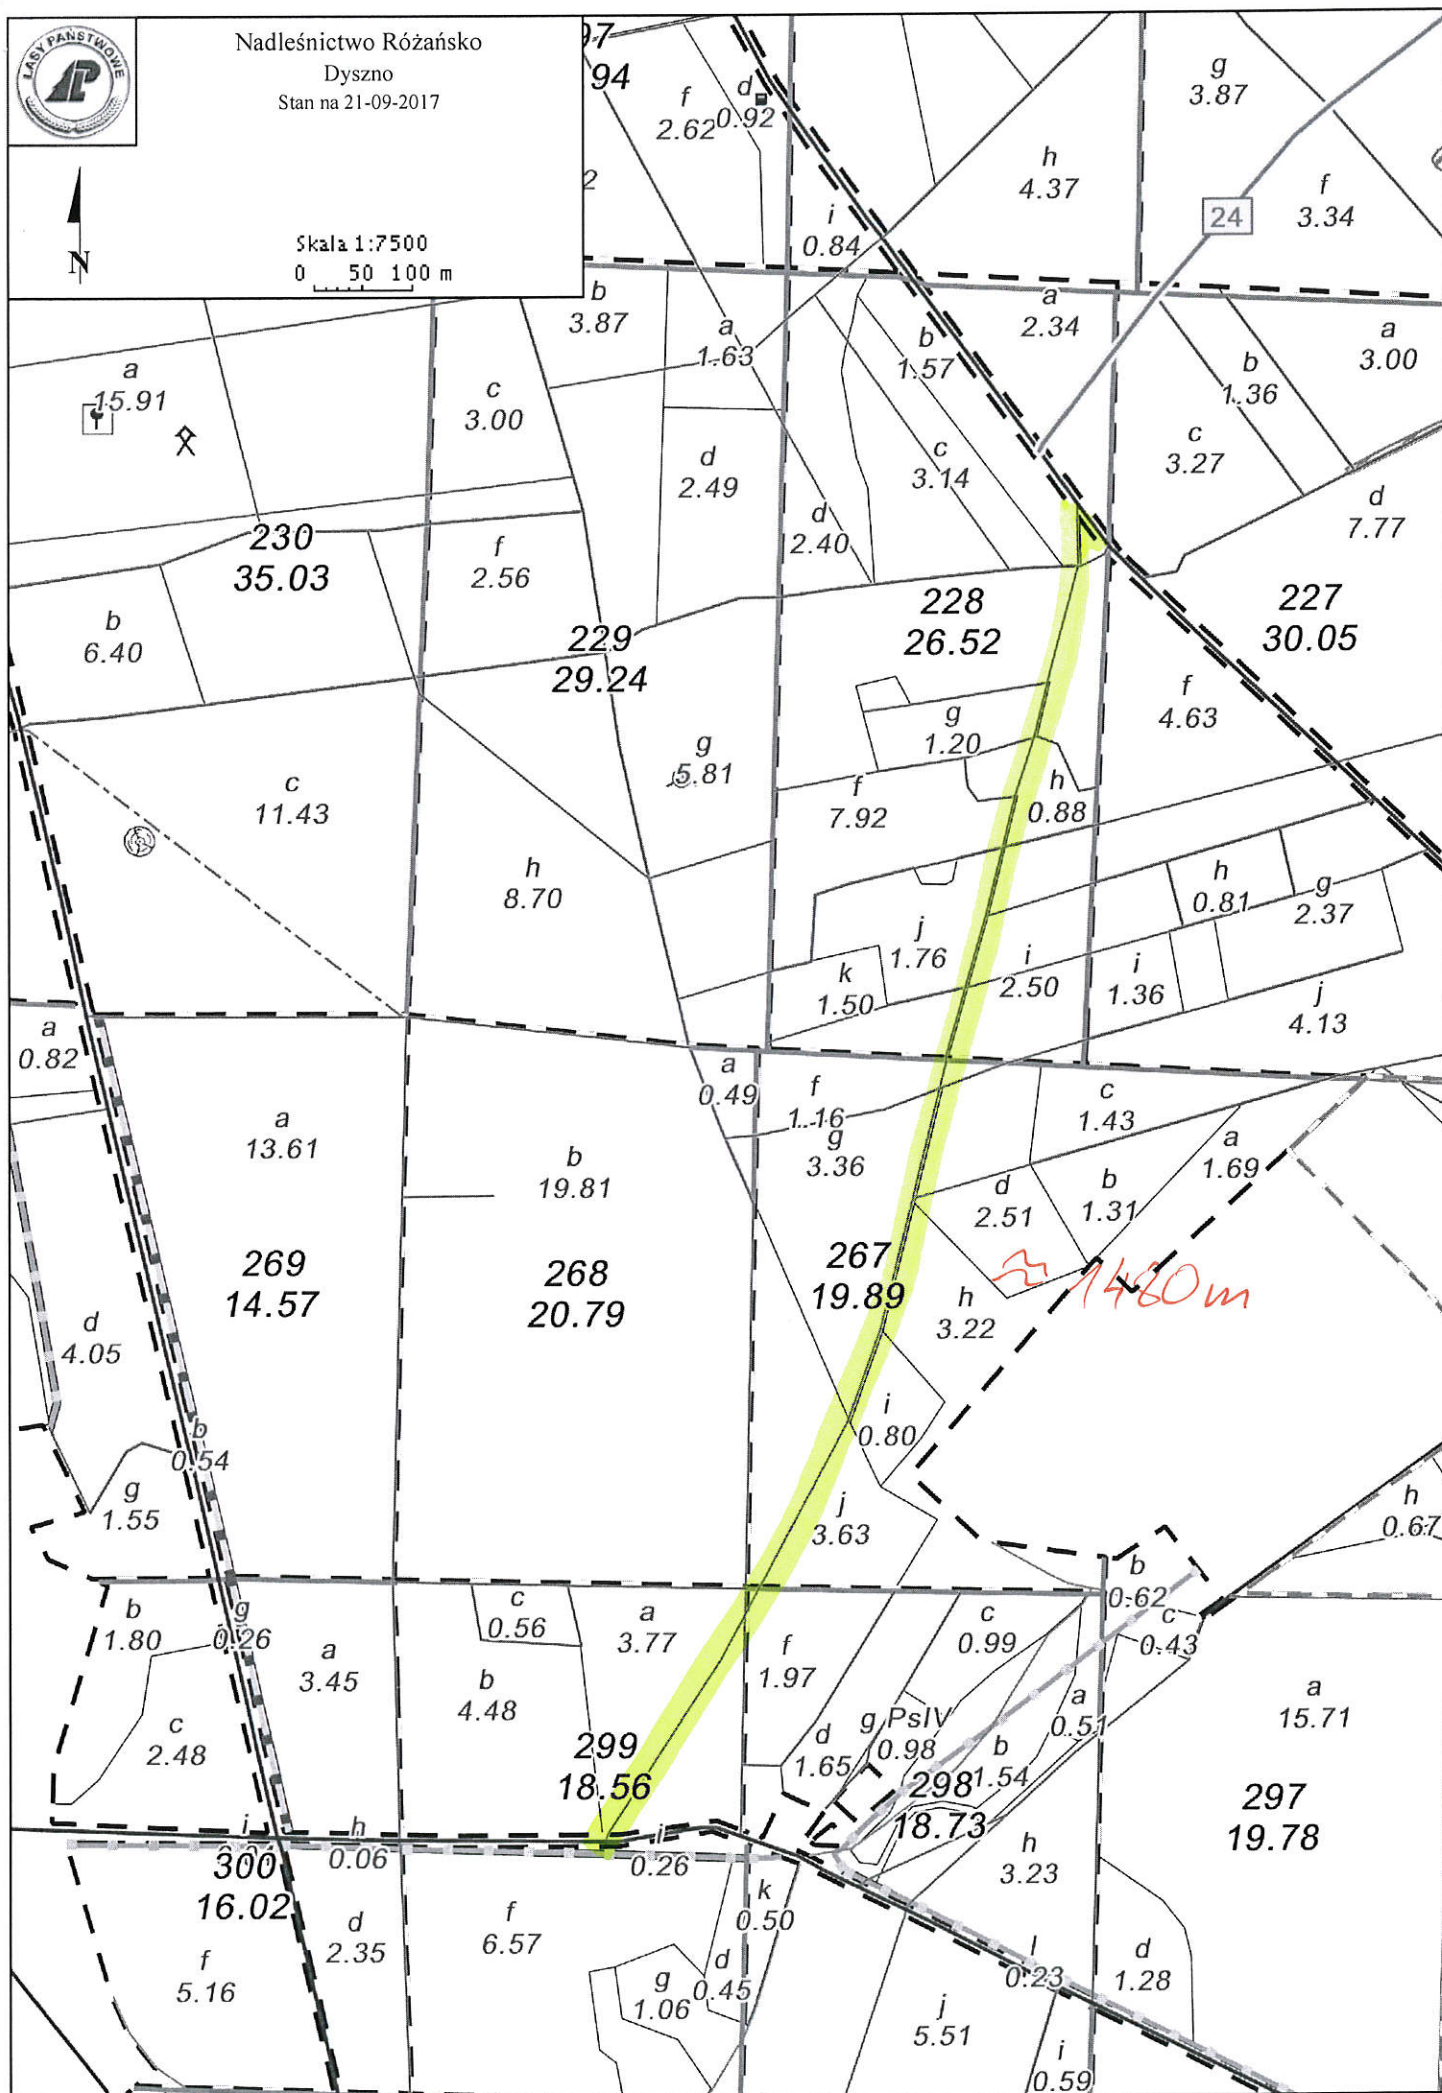 LASY PAŃSTWOWE
Nadleśnictwo Różańsko
Dyszno
Stan na 21-09-2017
N
Skala 1:7500
0 50 100 m
97
94
f
2.62
d
0.92
2
i
0.84
h
4.37
g
3.87
24
f
3.34
b
3.87
a
1.63
a
2.34
b
1.57
a
3.00
b
1.36
a
15.91
c
3.00
d
2.49
c
3.14
c
3.27
d
7.77
d
2.40
230
35.03
f
2.56
228
26.52
227
30.05
b
6.40
229
29.24
f
4.63
g
5.81
g
1.20
c
11.43
f
7.92
h
0.88
h
8.70
h
0.81
g
2.37
j
1.76
k
1.50
i
2.50
i
1.36
j
4.13
a
0.82
a
0.49
f
1.16
c
1.43
a
13.61
b
19.81
g
3.36
a
1.69
d
2.51
b
1.31
269
14.57
268
20.79
267
19.89
≈ 1480m
h
3.22
d
4.05
i
0.80
b
0.54
g
1.55
j
3.63
h
0.67
b
0.62
b
1.80
g
0.26
c
0.56
a
3.77
c
0.99
c
0.43
a
3.45
b
4.48
f
1.97
a
0.51
a
15.71
c
2.48
299
18.56
d
1.65
g PsIV
0.98
b
1.54
298
18.73
297
19.78
i
h
0.06
i
0.26
300
16.02
h
3.23
k
0.50
d
2.35
f
6.57
f
5.16
g
1.06
d
0.45
l
0.23
d
1.28
j
5.51
i
0.59